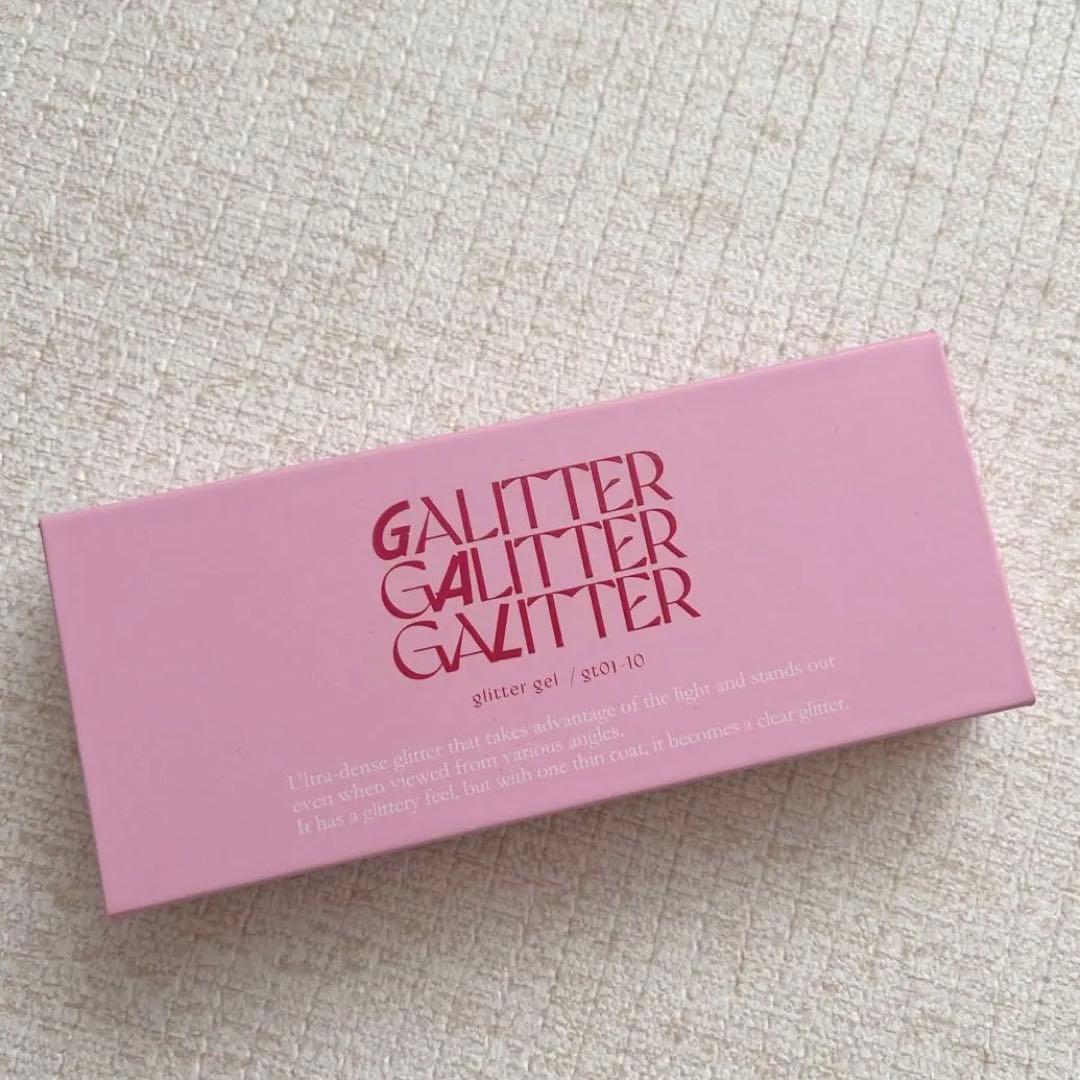 GALITTER
GALITTER
GALITTER
glitter gel / gt01-10
Ultra-dense glitter that takes advantage of the light and stands out
even when viewed from various angles.
It has a glittery feel, but with one thin coat, it becomes a clear glitter.